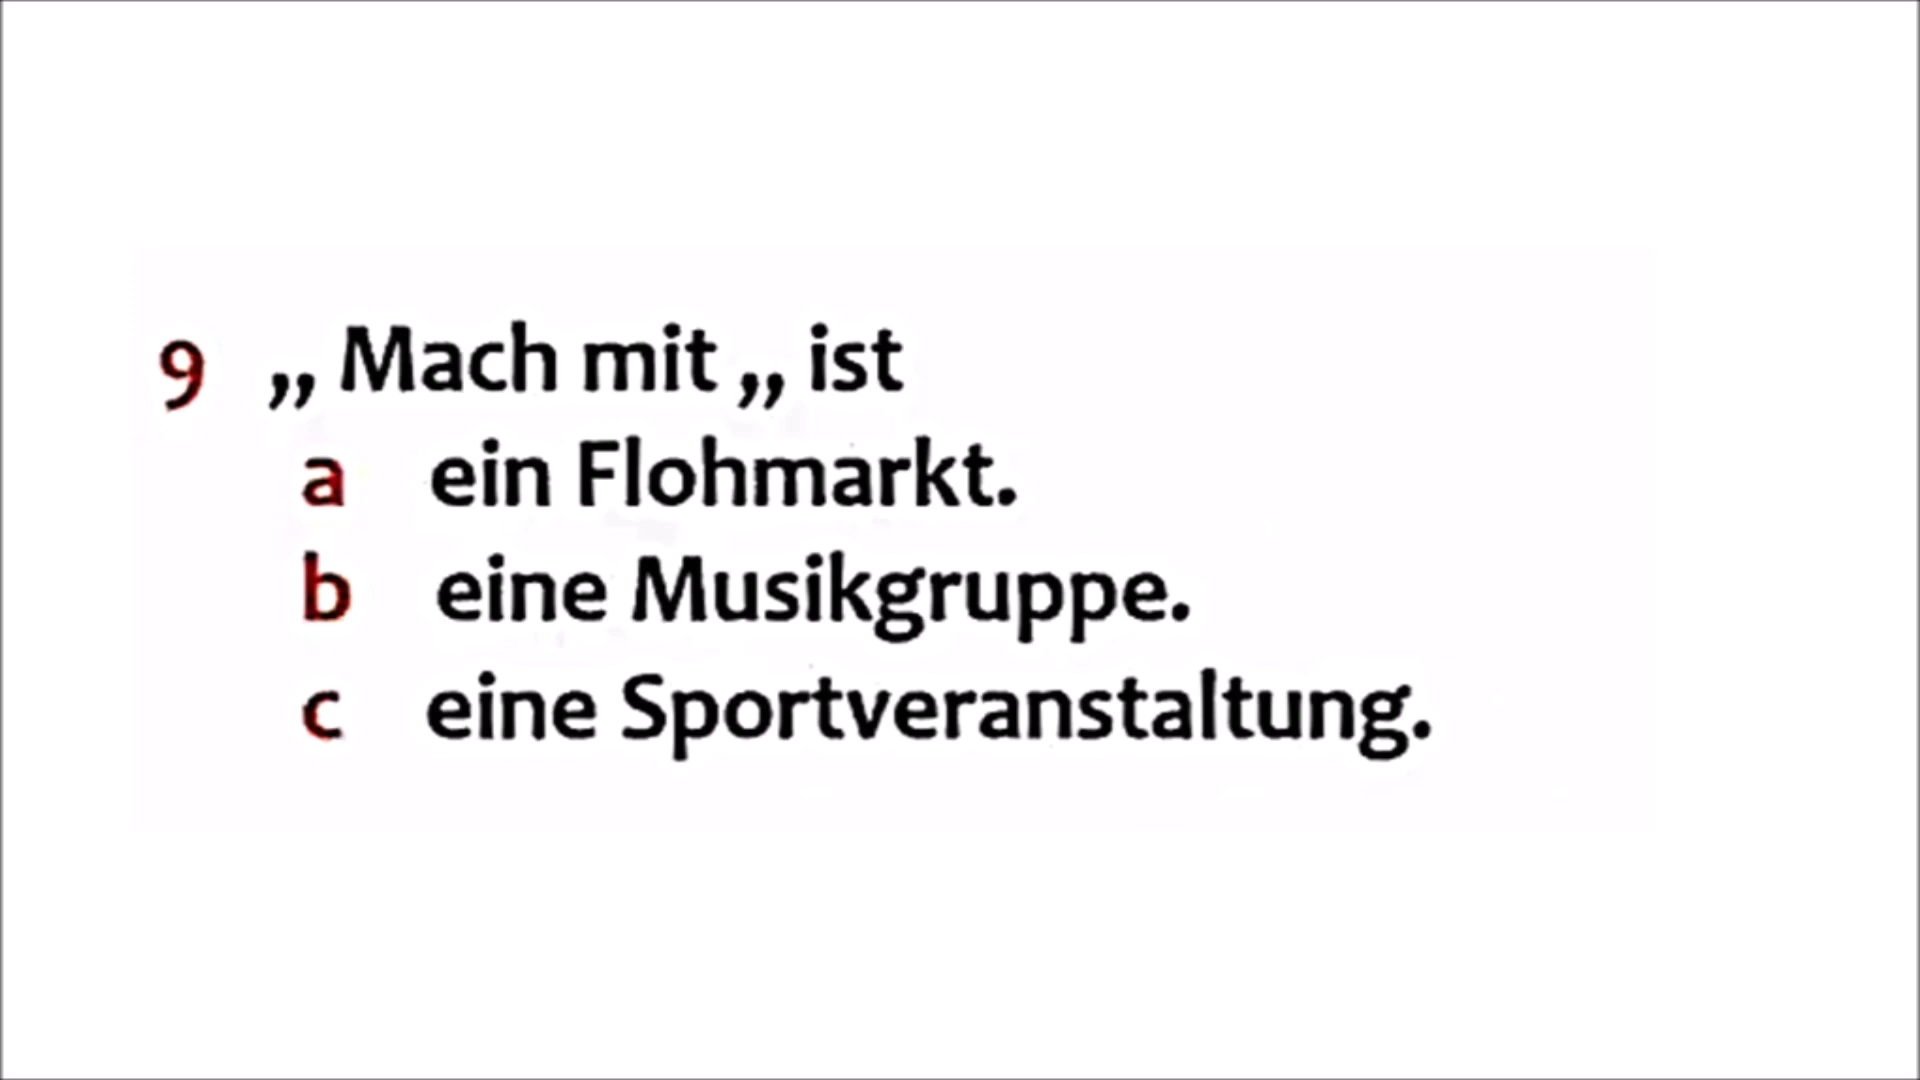 9 „ Mach mit „ ist
a ein Flohmarkt.
b eine Musikgruppe.
c eine Sportveranstaltung.